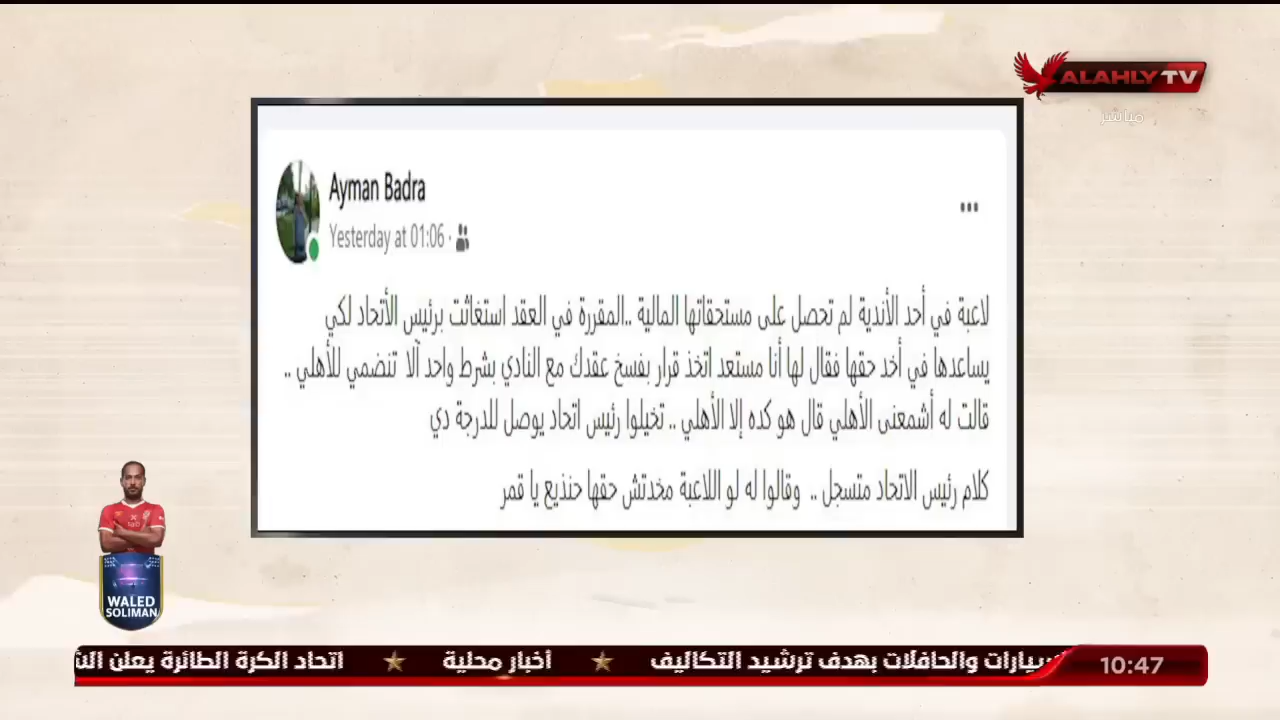 ALAHLY TV
مباشر
Ayman Badra
Yesterday at 01:06 ·
لاعبة في أحد الأندية لم تحصل على مستحقاتها المالية ..المقررة في العقد استغاثت برئيس الأتحاد لكي
يساعدها في أخد حقها فقال لها أنا مستعد اتخذ قرار بفسخ عقدك مع النادي بشرط واحد آلا تنضمي للأهلي ..
قالت له أشمعنى الأهلي قال هو كده إلا الأهلي .. تخيلوا رئيس اتحاد يوصل للدرجة دي
كلام رئيس الاتحاد متسجل .. وقالوا له لو اللاعبة مخدتش حقها حنذيع يا قمر
WALED
SOLIMAN
والحافلات بهدف ترشيد التكاليف ★ أخبار محلية ★ اتحاد الكرة الطائرة يعلن
10:47